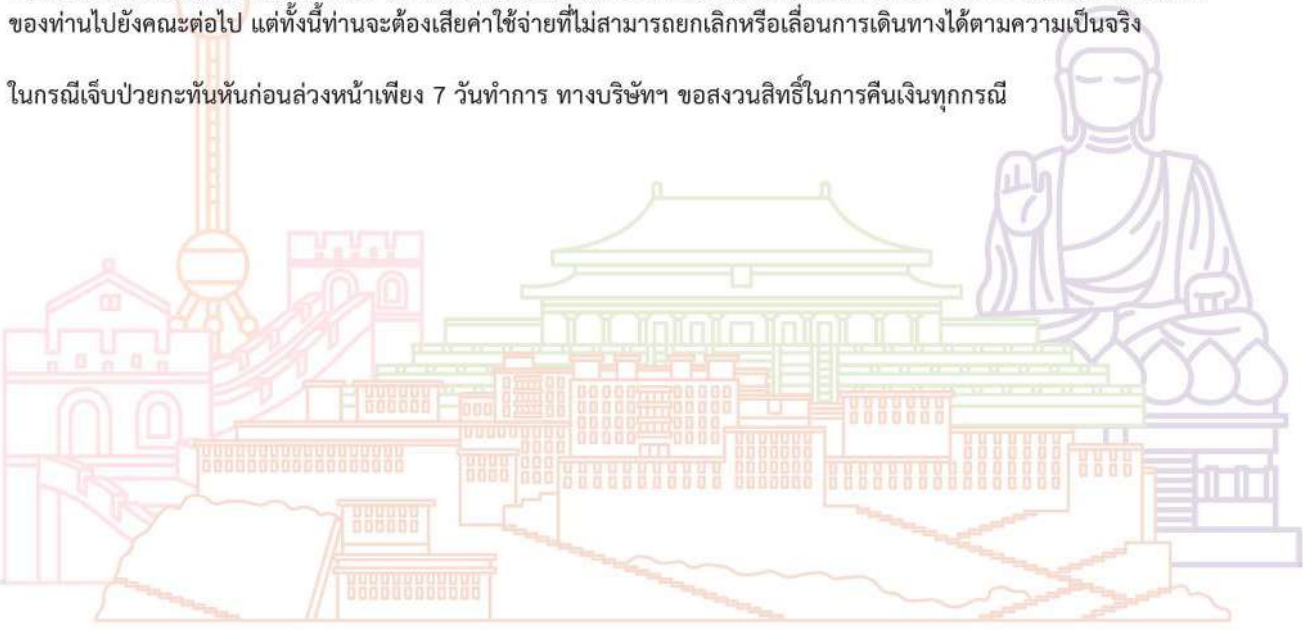 ของท่านไปยังคณะต่อไป แต่ทั้งนี้ท่านจะต้องเสียค่าใช้จ่ายที่ไม่สามารถยกเลิกหรือเลื่อนการเดินทางได้ตามความเป็นจริง
ในกรณีเจ็บป่วยกะทันหันก่อนล่วงหน้าเพียง 7 วันทำการ ทางบริษัทฯ ขอสงวนสิทธิ์ในการคืนเงินทุกกรณี